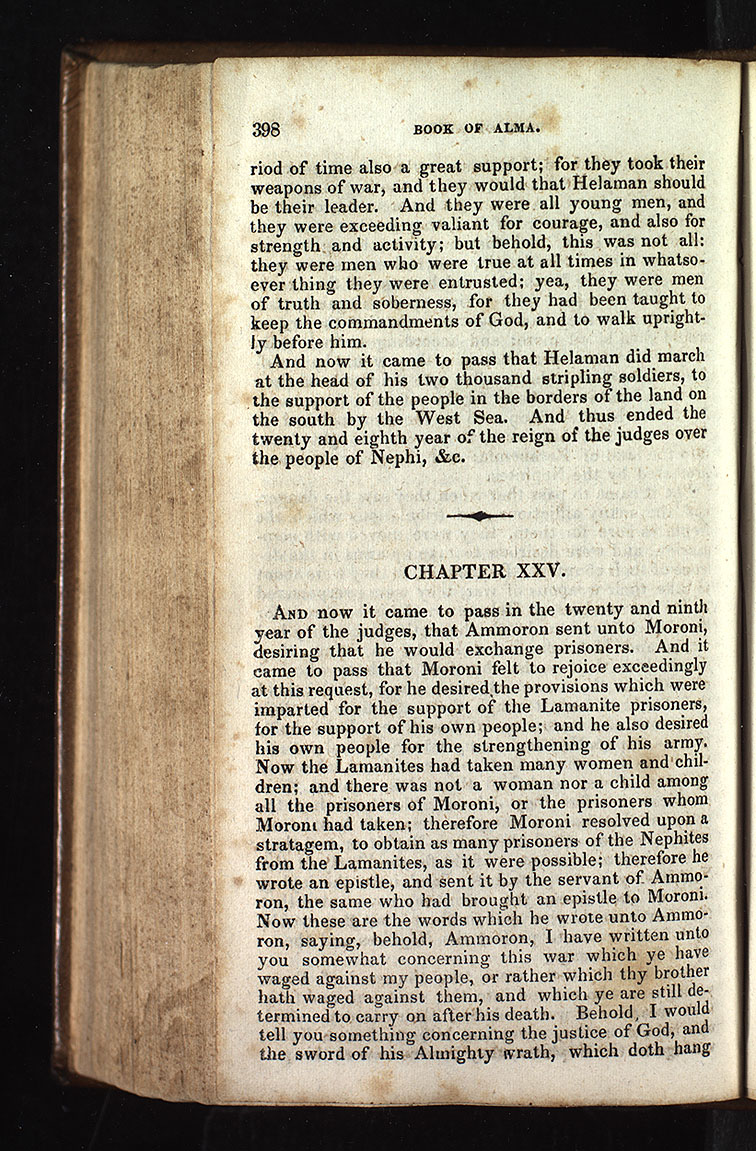 398 BOOK OF ALMA.
riod of time also a great support; for they took their
weapons of war, and they would that Helaman should
be their leader. And they were all young men, and
they were exceeding valiant for courage, and also for
strength and activity; but behold, this was not all:
they were men who were true at all times in whatso-
ever thing they were entrusted; yea, they were men
of truth and soberness, for they had been taught to
keep the commandments of God, and to walk upright-
ly before him.
And now it came to pass that Helaman did march
at the head of his two thousand stripling soldiers, to
the support of the people in the borders of the land on
the south by the West Sea. And thus ended the
twenty and eighth year of the reign of the judges over
the people of Nephi, &c.
CHAPTER XXV.
AND now it came to pass in the twenty and ninth
year of the judges, that Ammoron sent unto Moroni,
desiring that he would exchange prisoners. And it
came to pass that Moroni felt to rejoice exceedingly
at this request, for he desired the provisions which were
imparted for the support of the Lamanite prisoners,
for the support of his own people; and he also desired
his own people for the strengthening of his army.
Now the Lamanites had taken many women and chil-
dren; and there was not a woman nor a child among
all the prisoners of Moroni, or the prisoners whom
Moroni had taken; therefore Moroni resolved upon a
stratagem, to obtain as many prisoners of the Nephites
from the Lamanites, as it were possible; therefore he
wrote an epistle, and sent it by the servant of Ammo-
ron, the same who had brought an epistle to Moroni.
Now these are the words which he wrote unto Ammo-
ron, saying, behold, Ammoron, I have written unto
you somewhat concerning this war which ye have
waged against my people, or rather which thy brother
hath waged against them, and which ye are still de-
termined to carry on after his death. Behold, I would
tell you something concerning the justice of God, and
the sword of his Almighty wrath, which doth hang